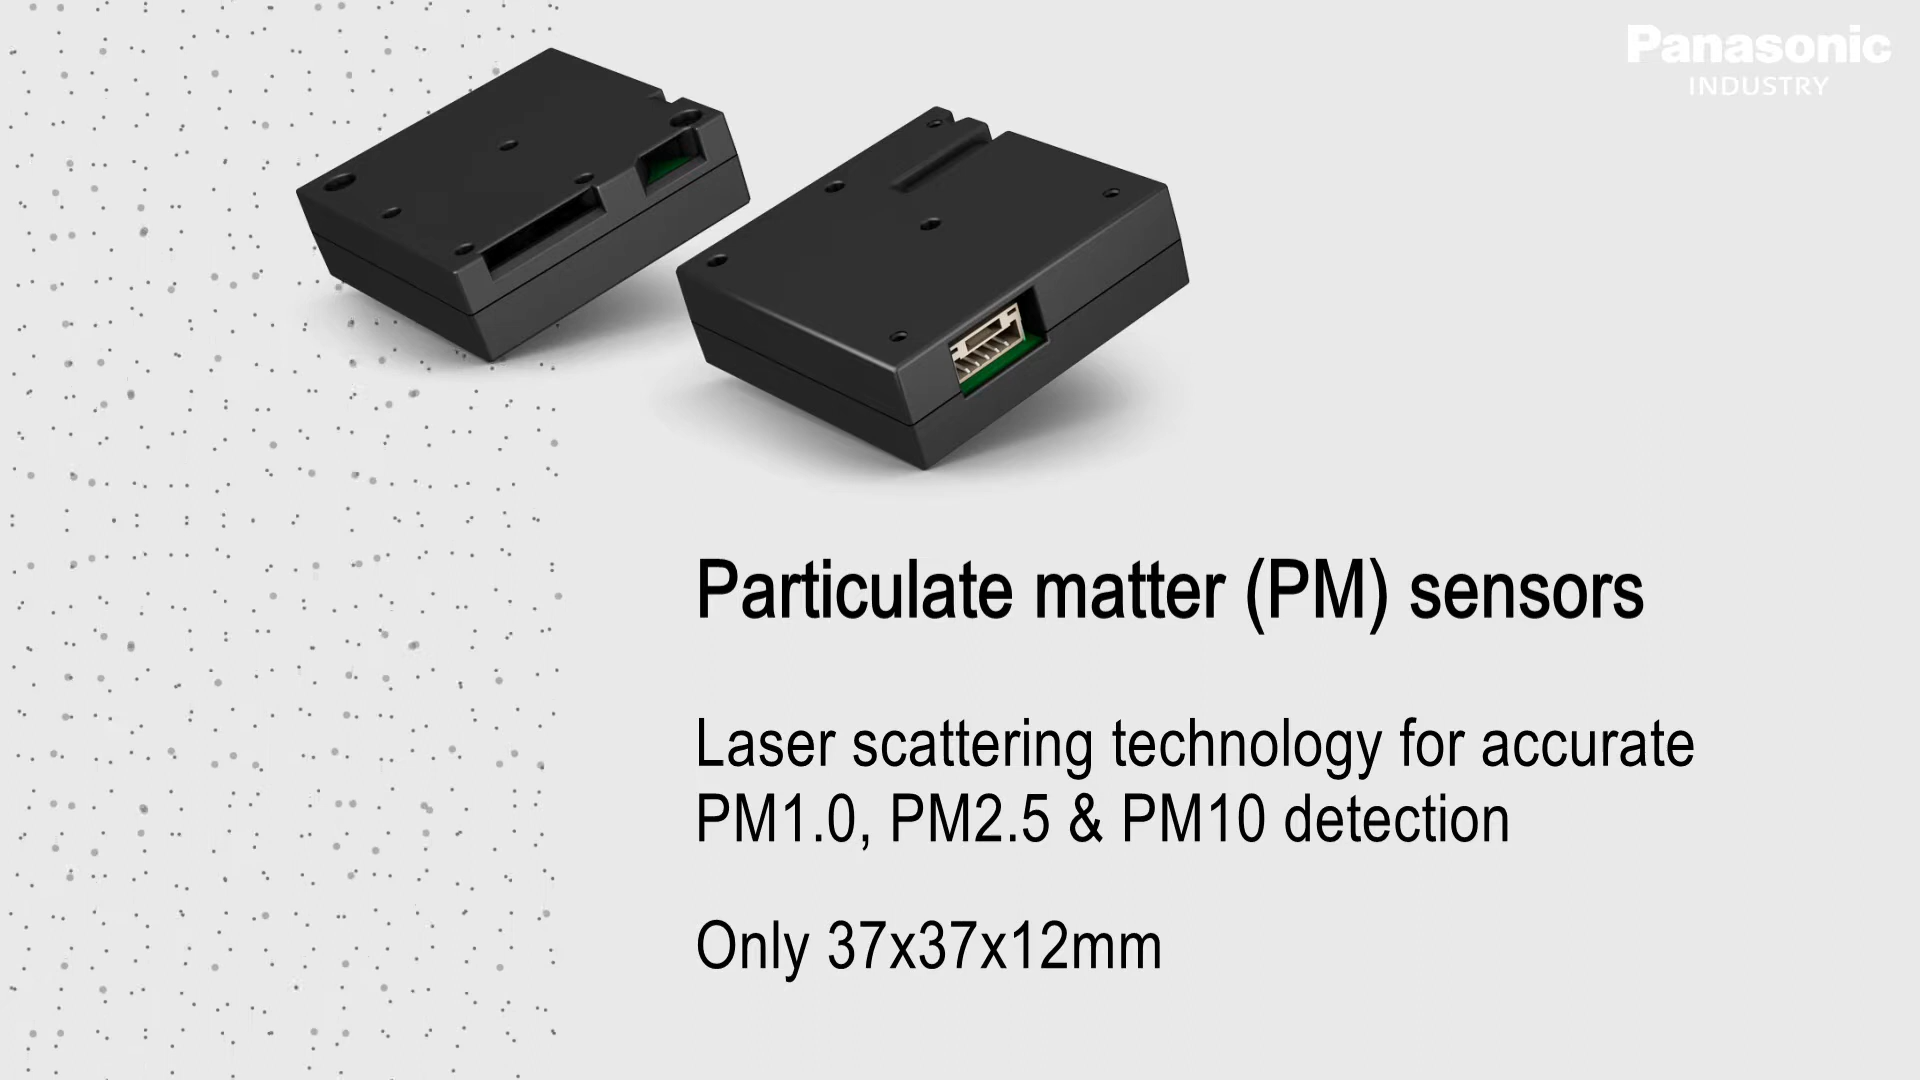 Panasonic
INDUSTRY
Particulate matter (PM) sensors
Laser scattering technology for accurate
PM1.0, PM2.5 & PM10 detection
Only 37x37x12mm